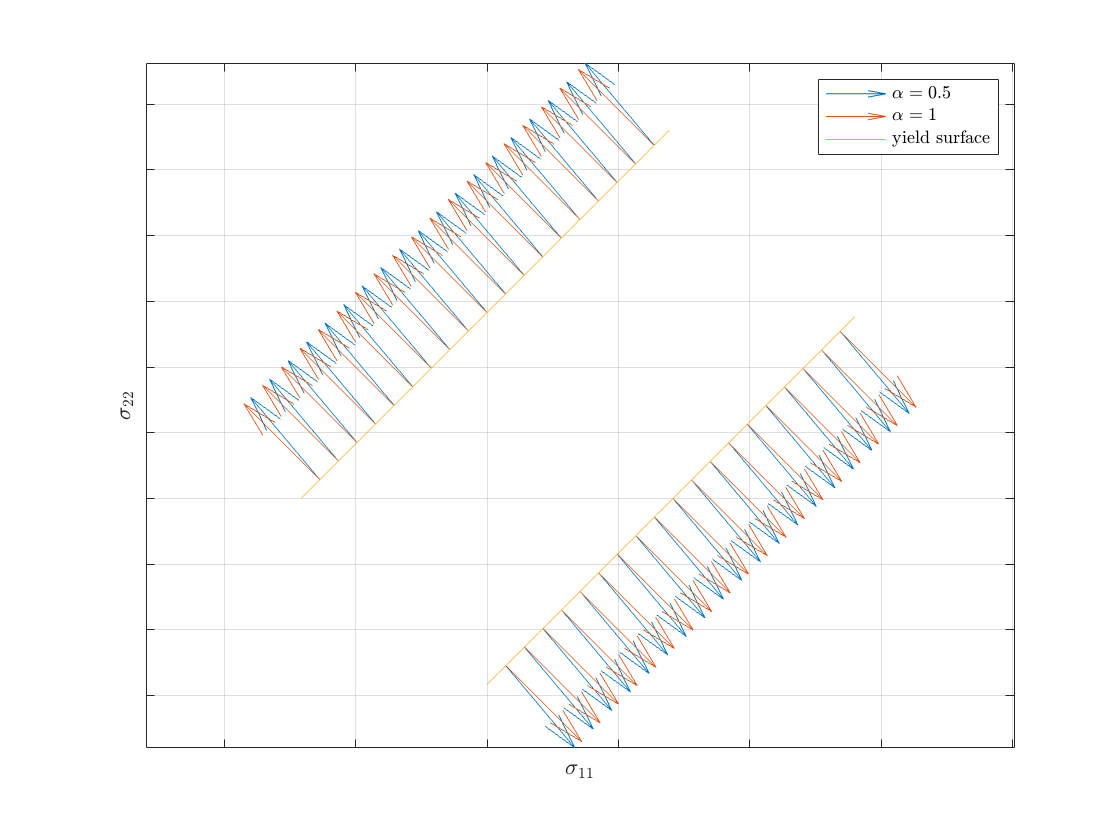 α = 0.5
α = 1
yield surface
σ22
σ11